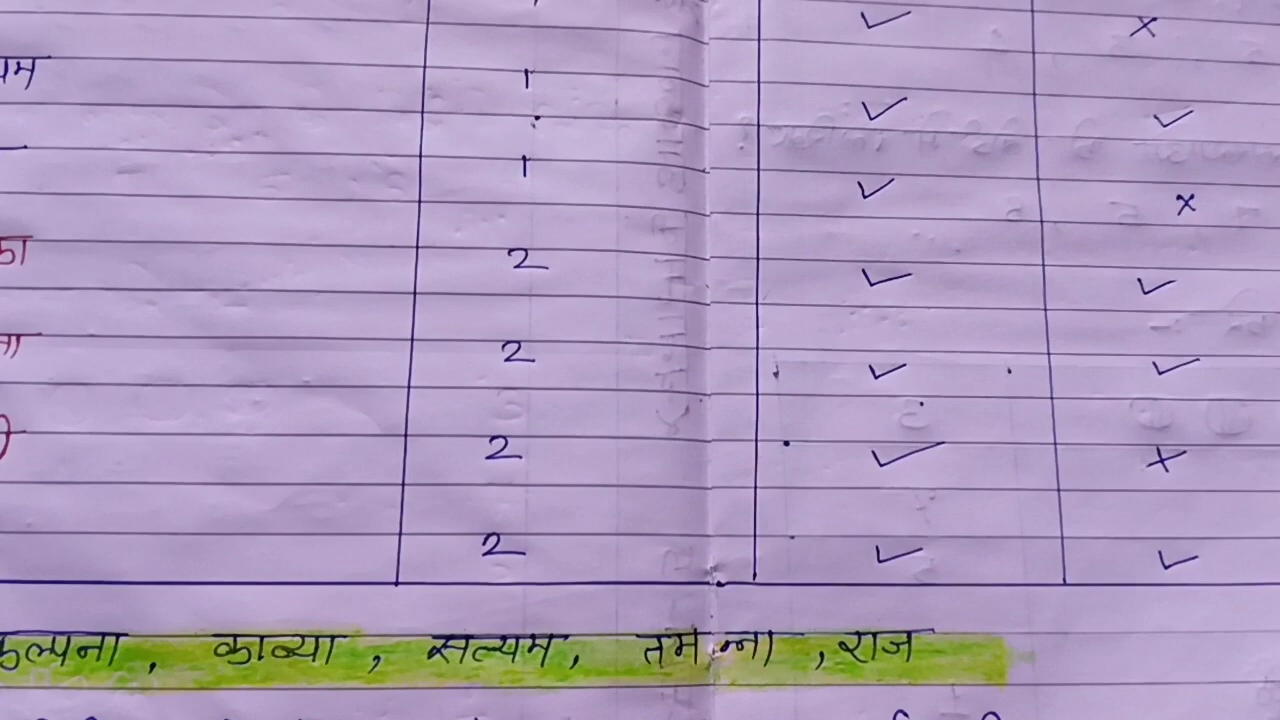 ✓ ×
1 ✓ ✓
1 ✓ ×
2 ✓ ✓
2 ✓ ✓
2 ✓ ×
2 ✓ ✓
कल्पना, काव्या, सत्यम, तमन्ना, राज